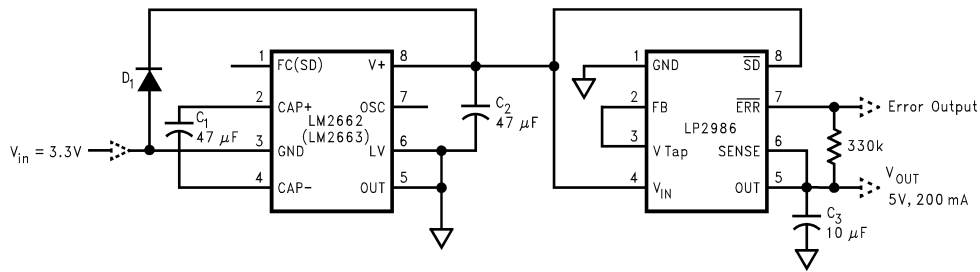 1 FC(SD) V+ 8
2 CAP+ OSC 7
LM2662
(LM2663)
3 GND LV 6
4 CAP- OUT 5
D1
C1
47 μF
Vin = 3.3V
C2
47 μF
1 GND SD 8
2 FB ERR 7
LP2986
3 V Tap SENSE 6
4 VIN OUT 5
Error Output
330k
VOUT
5V, 200 mA
C3
10 μF